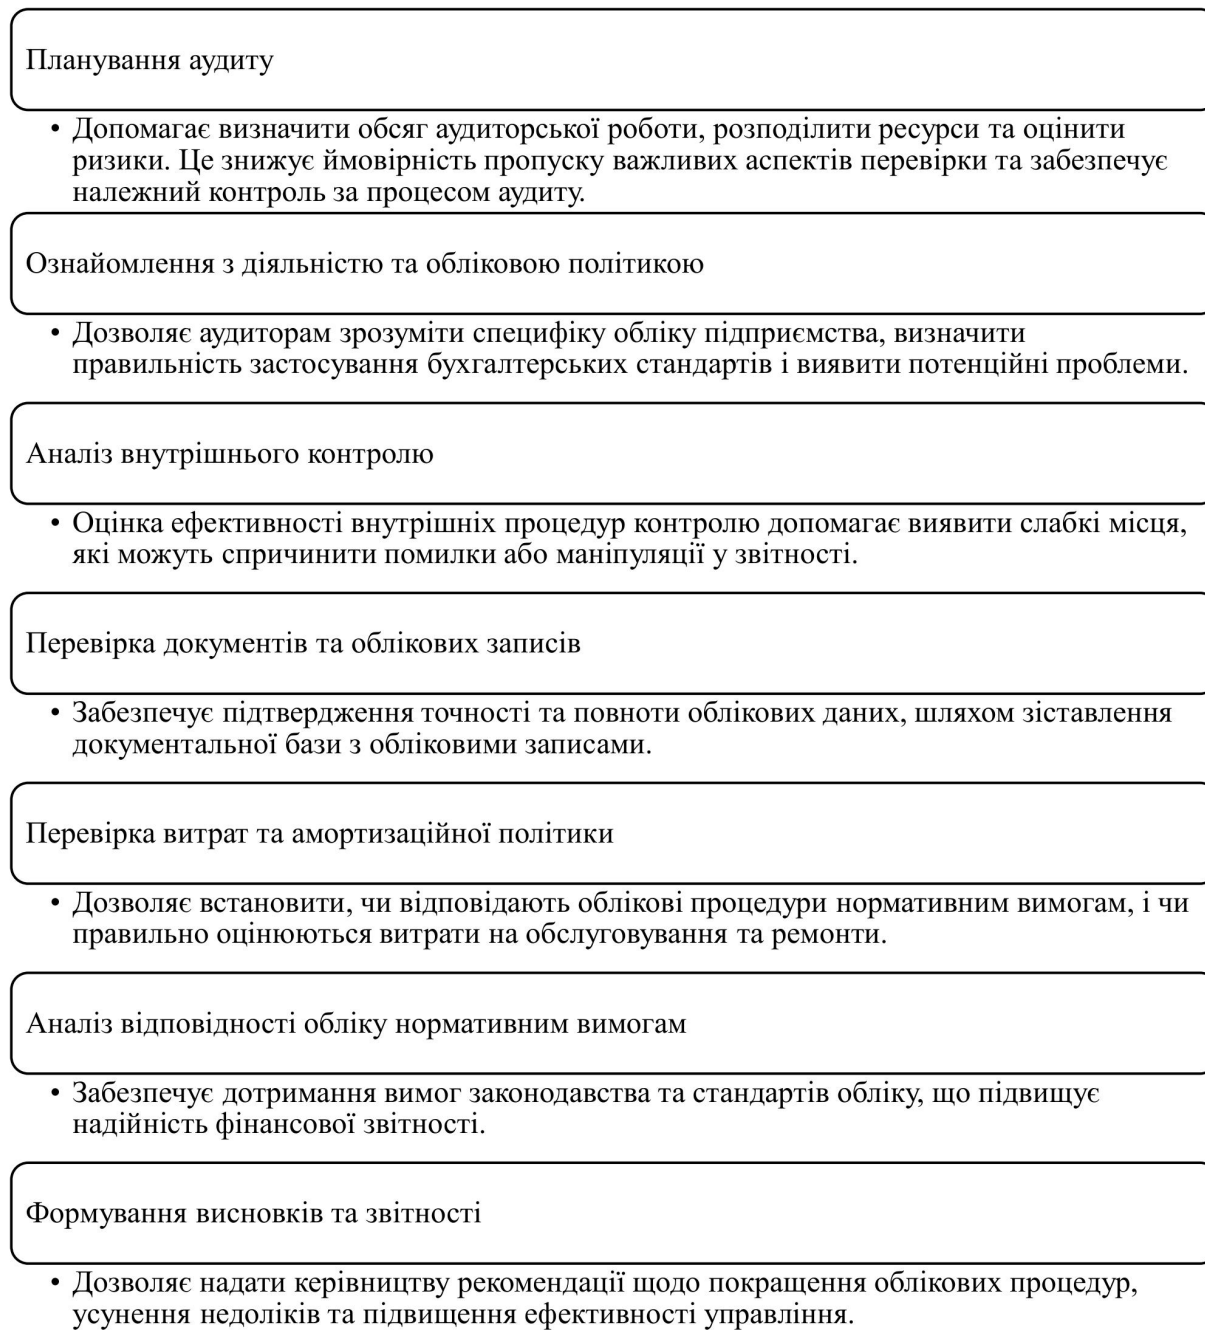 Планування аудиту
• Допомагає визначити обсяг аудиторської роботи, розподілити ресурси та оцінити
ризики. Це знижує ймовірність пропуску важливих аспектів перевірки та забезпечує
належний контроль за процесом аудиту.
Ознайомлення з діяльністю та обліковою політикою
• Дозволяє аудиторам зрозуміти специфіку обліку підприємства, визначити
правильність застосування бухгалтерських стандартів і виявити потенційні проблеми.
Аналіз внутрішнього контролю
• Оцінка ефективності внутрішніх процедур контролю допомагає виявити слабкі місця,
які можуть спричинити помилки або маніпуляції у звітності.
Перевірка документів та облікових записів
• Забезпечує підтвердження точності та повноти облікових даних, шляхом зіставлення
документальної бази з обліковими записами.
Перевірка витрат та амортизаційної політики
• Дозволяє встановити, чи відповідають облікові процедури нормативним вимогам, і чи
правильно оцінюються витрати на обслуговування та ремонти.
Аналіз відповідності обліку нормативним вимогам
• Забезпечує дотримання вимог законодавства та стандартів обліку, що підвищує
надійність фінансової звітності.
Формування висновків та звітності
• Дозволяє надати керівництву рекомендації щодо покращення облікових процедур,
усунення недоліків та підвищення ефективності управління.